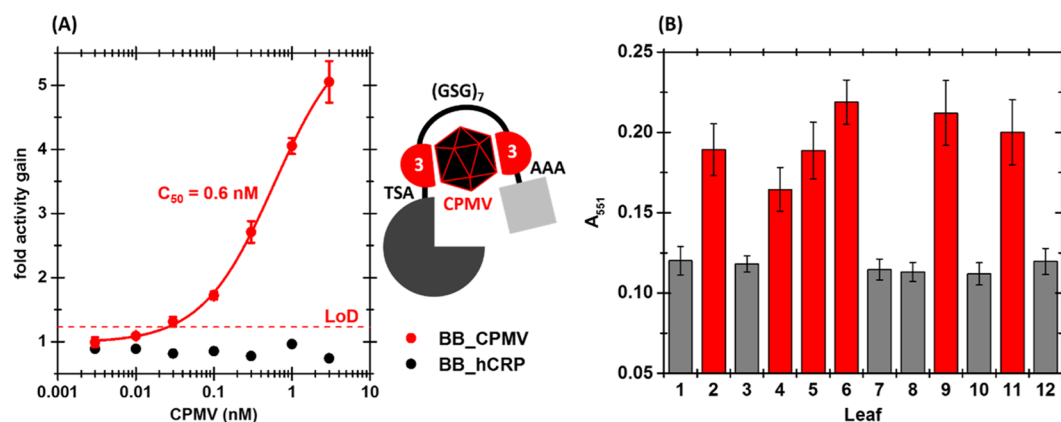 (A)
fold activity gain
5
4
3
2
1
C₅₀ = 0.6 nM
LoD
0.001
0.01
0.1
1
10
CPMV (nM)
(GSG)₇
3
3
TSA
CPMV
AAA
BB_CPMV
BB_hCRP
(B)
A₅₅₁
0.25
0.20
0.15
0.10
0.05
1 2 3 4 5 6 7 8 9 10 11 12
Leaf